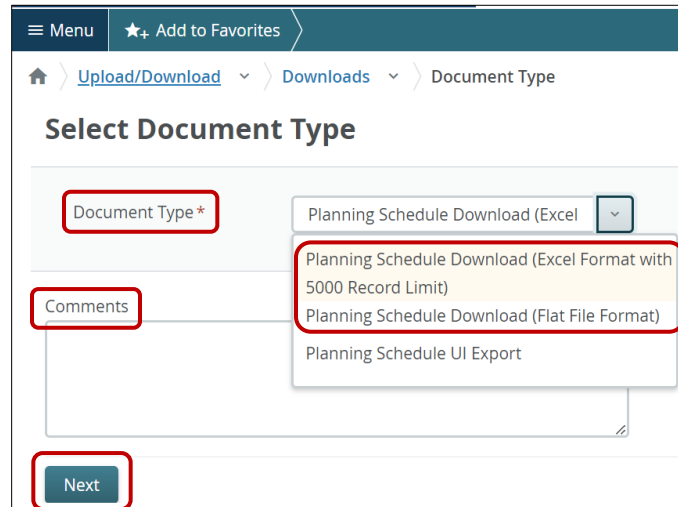 Menu Add to Favorites
Upload/Download Downloads Document Type
Select Document Type
Document Type* Planning Schedule Download (Excel
Planning Schedule Download (Excel Format with
5000 Record Limit)
Planning Schedule Download (Flat File Format)
Planning Schedule UI Export
Comments
Next